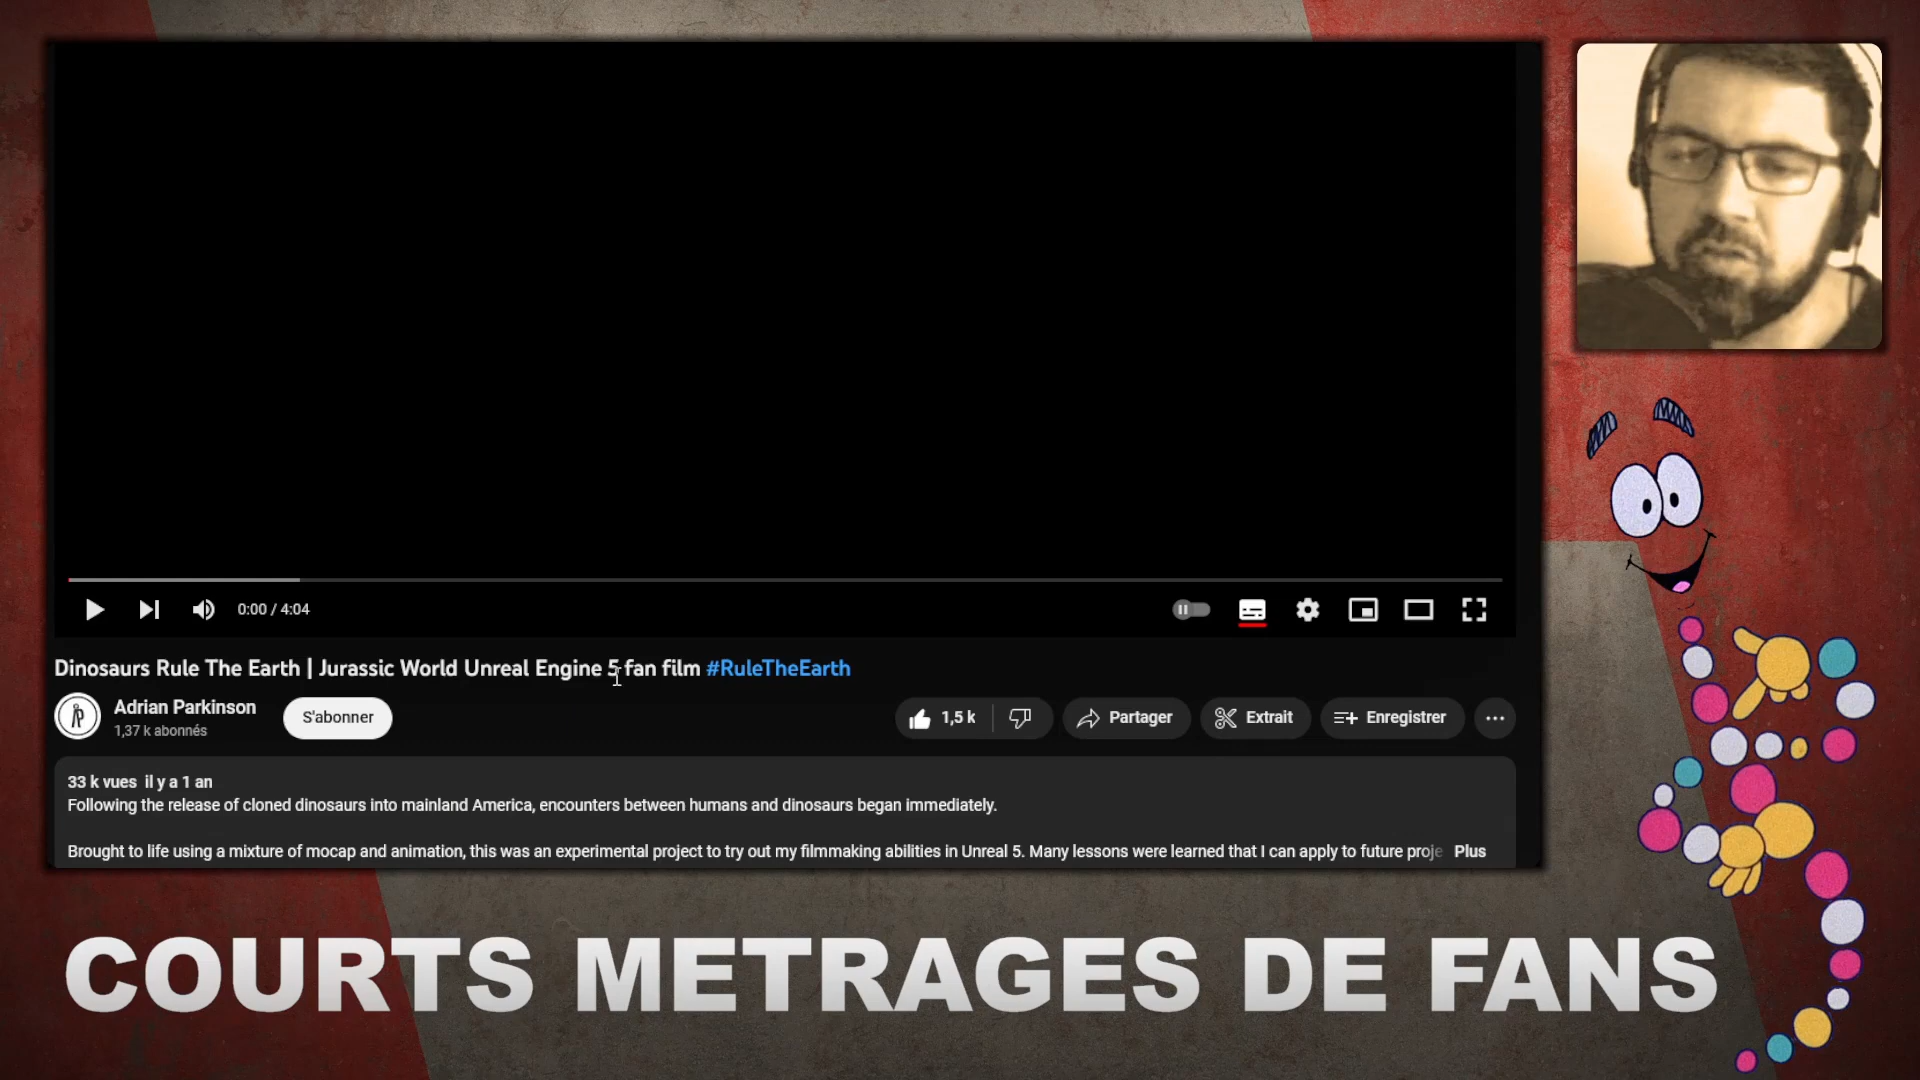 0:00 / 4:04
Dinosaurs Rule The Earth | Jurassic World Unreal Engine 5 fan film #RuleTheEarth
Adrian Parkinson
1,37 k abonnés
S'abonner
1,5 k
Partager
Extrait
Enregistrer
33 k vues il y a 1 an
Following the release of cloned dinosaurs into mainland America, encounters between humans and dinosaurs began immediately.
Brought to life using a mixture of mocap and animation, this was an experimental project to try out my filmmaking abilities in Unreal 5. Many lessons were learned that I can apply to future proje Plus
COURTS METRAGES DE FANS